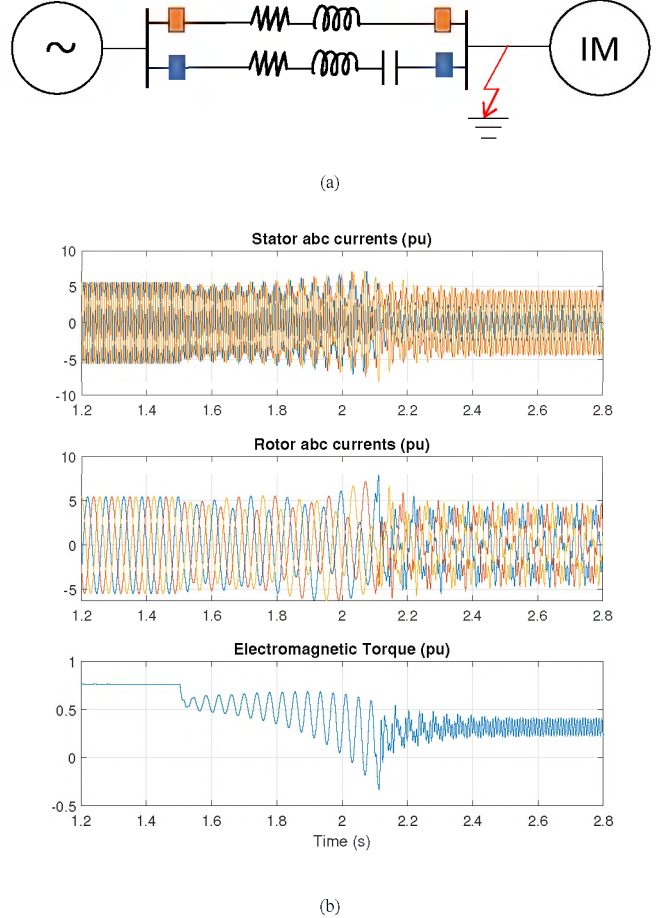 ~
IM
(a)
Stator abc currents (pu)
10
5
0
-5
-10
1.2 1.4 1.6 1.8 2 2.2 2.4 2.6 2.8
Rotor abc currents (pu)
10
5
0
-5
1.2 1.4 1.6 1.8 2 2.2 2.4 2.6 2.8
Electromagnetic Torque (pu)
1
0.5
0
-0.5
1.2 1.4 1.6 1.8 2 2.2 2.4 2.6 2.8
Time (s)
(b)